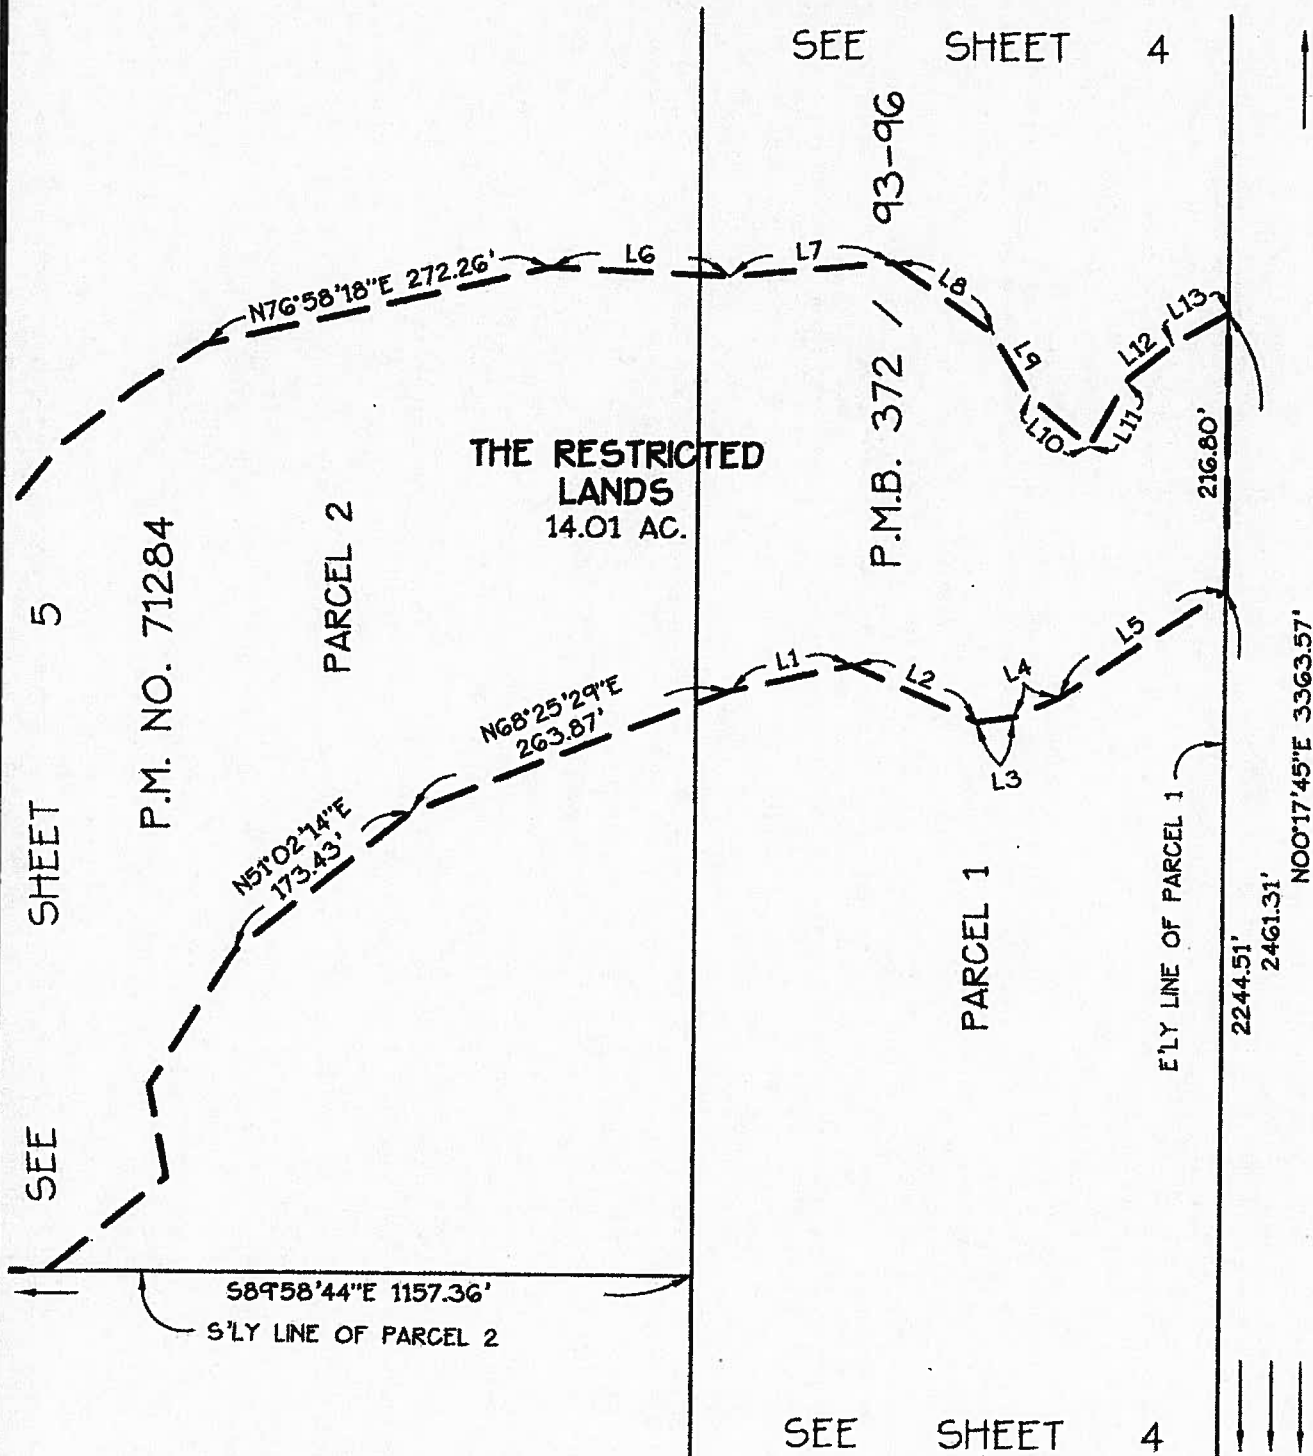 SEE SHEET 4
P.M.B. 372 / 93-96
N76°58'18"E 272.26'
L6
L7
L8
L9
L10
L11
L12
L13
216.80'
THE RESTRICTED
LANDS
14.01 AC.
SEE SHEET 5
P.M. NO. 71284
PARCEL 2
N68°25'29"E
263.87'
L1
L2
L3
L4
L5
N51°02'14"E
173.43'
PARCEL 1
E'LY LINE OF PARCEL 1
2244.51'
2461.31'
N00°17'45"E 3363.57'
S89°58'44"E 1157.36'
S'LY LINE OF PARCEL 2
SEE SHEET 4